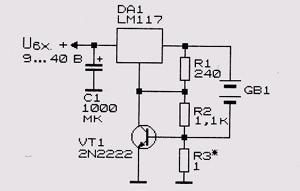 DA1
LM117
Uвх. +
9...40 В
C1
1000
МК
R1
240
GB1
R2
1,1к
VT1
2N2222
R3*
1